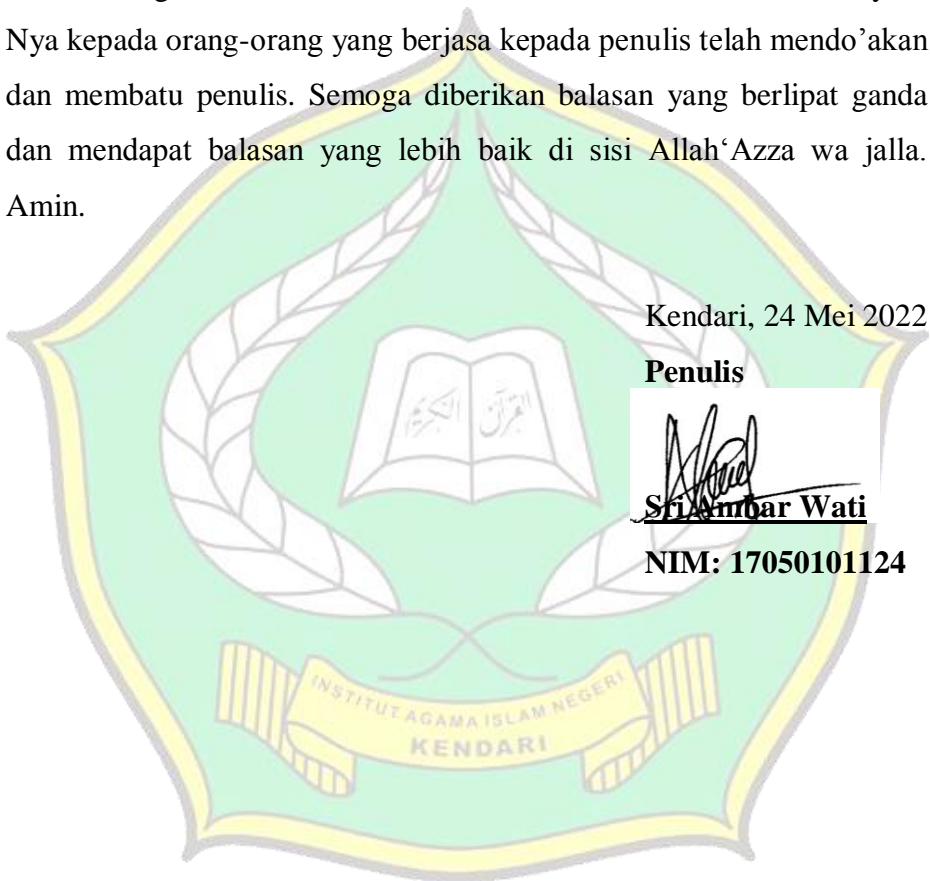 Nya kepada orang-orang yang berjasa kepada penulis telah mendo’akan
dan membatu penulis. Semoga diberikan balasan yang berlipat ganda
dan mendapat balasan yang lebih baik di sisi Allah‘Azza wa jalla.
Amin.
Kendari, 24 Mei 2022
Penulis
Sri Ambar Wati
NIM: 17050101124
القرآن الكريم
INSTITUT AGAMA ISLAM NEGERI
KENDARI